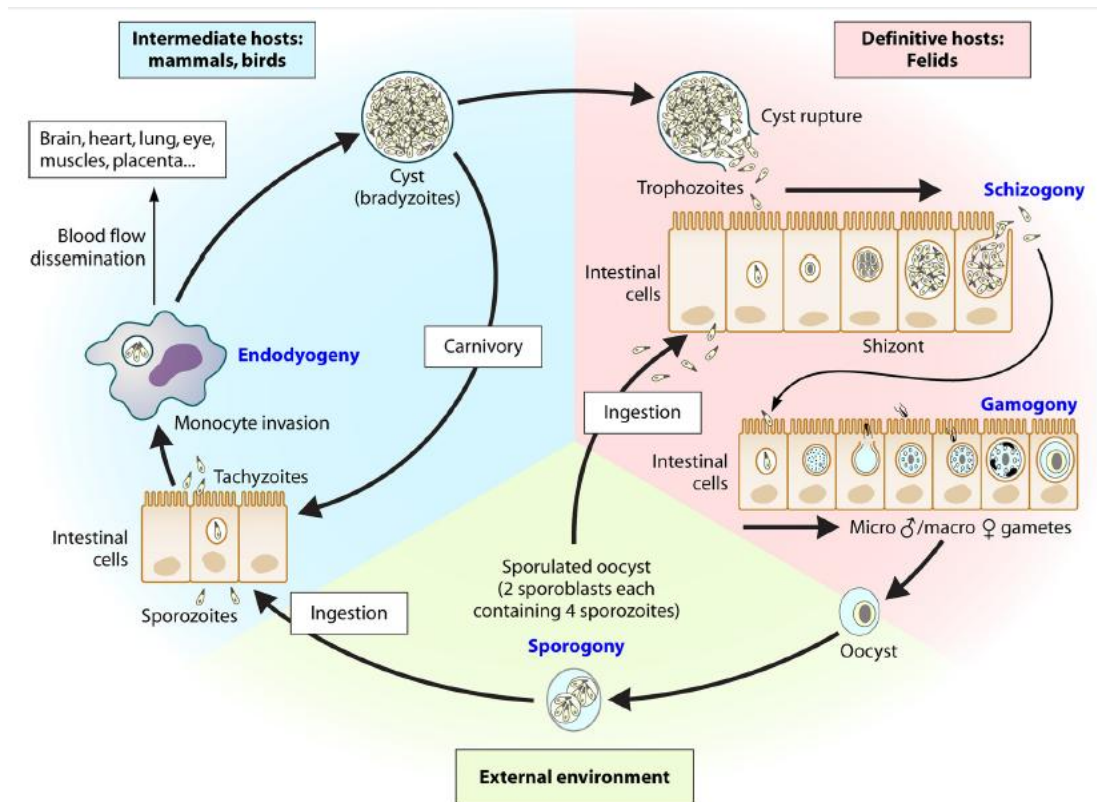 Intermediate hosts:
mammals, birds
Definitive hosts:
Felids
Brain, heart, lung, eye,
muscles, placenta...
Cyst
(bradyzoites)
Cyst rupture
Trophozoites
Schizogony
Blood flow
dissemination
Intestinal
cells
Shizont
Endodyogeny
Carnivory
Monocyte invasion
Ingestion
Gamogony
Tachyzoites
Intestinal
cells
Micro ♂/macro ♀ gametes
Intestinal
cells
Sporozoites
Ingestion
Sporulated oocyst
(2 sporoblasts each
containing 4 sporozoites)
Sporogony
Oocyst
External environment